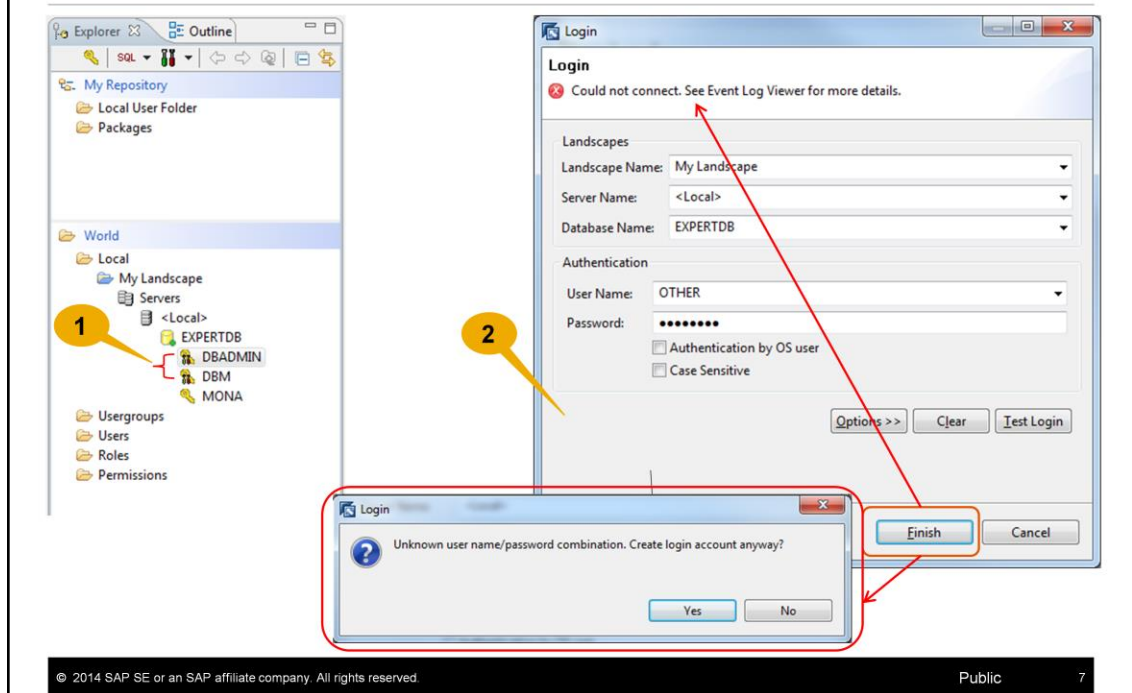 Explorer
Outline
SQL
My Repository
Local User Folder
Packages
World
Local
My Landscape
Servers
<Local>
EXPERTDB
DBADMIN
DBM
MONA
Usergroups
Users
Roles
Permissions
1
2
Login
Login
Could not connect. See Event Log Viewer for more details.
Landscapes
Landscape Name: My Landscape
Server Name: <Local>
Database Name: EXPERTDB
Authentication
User Name: OTHER
Password: ●●●●●●●●
Authentication by OS user
Case Sensitive
Options >> Clear Test Login
Finish Cancel
Login
Unknown user name/password combination. Create login account anyway?
Yes No
© 2014 SAP SE or an SAP affiliate company. All rights reserved. Public 7